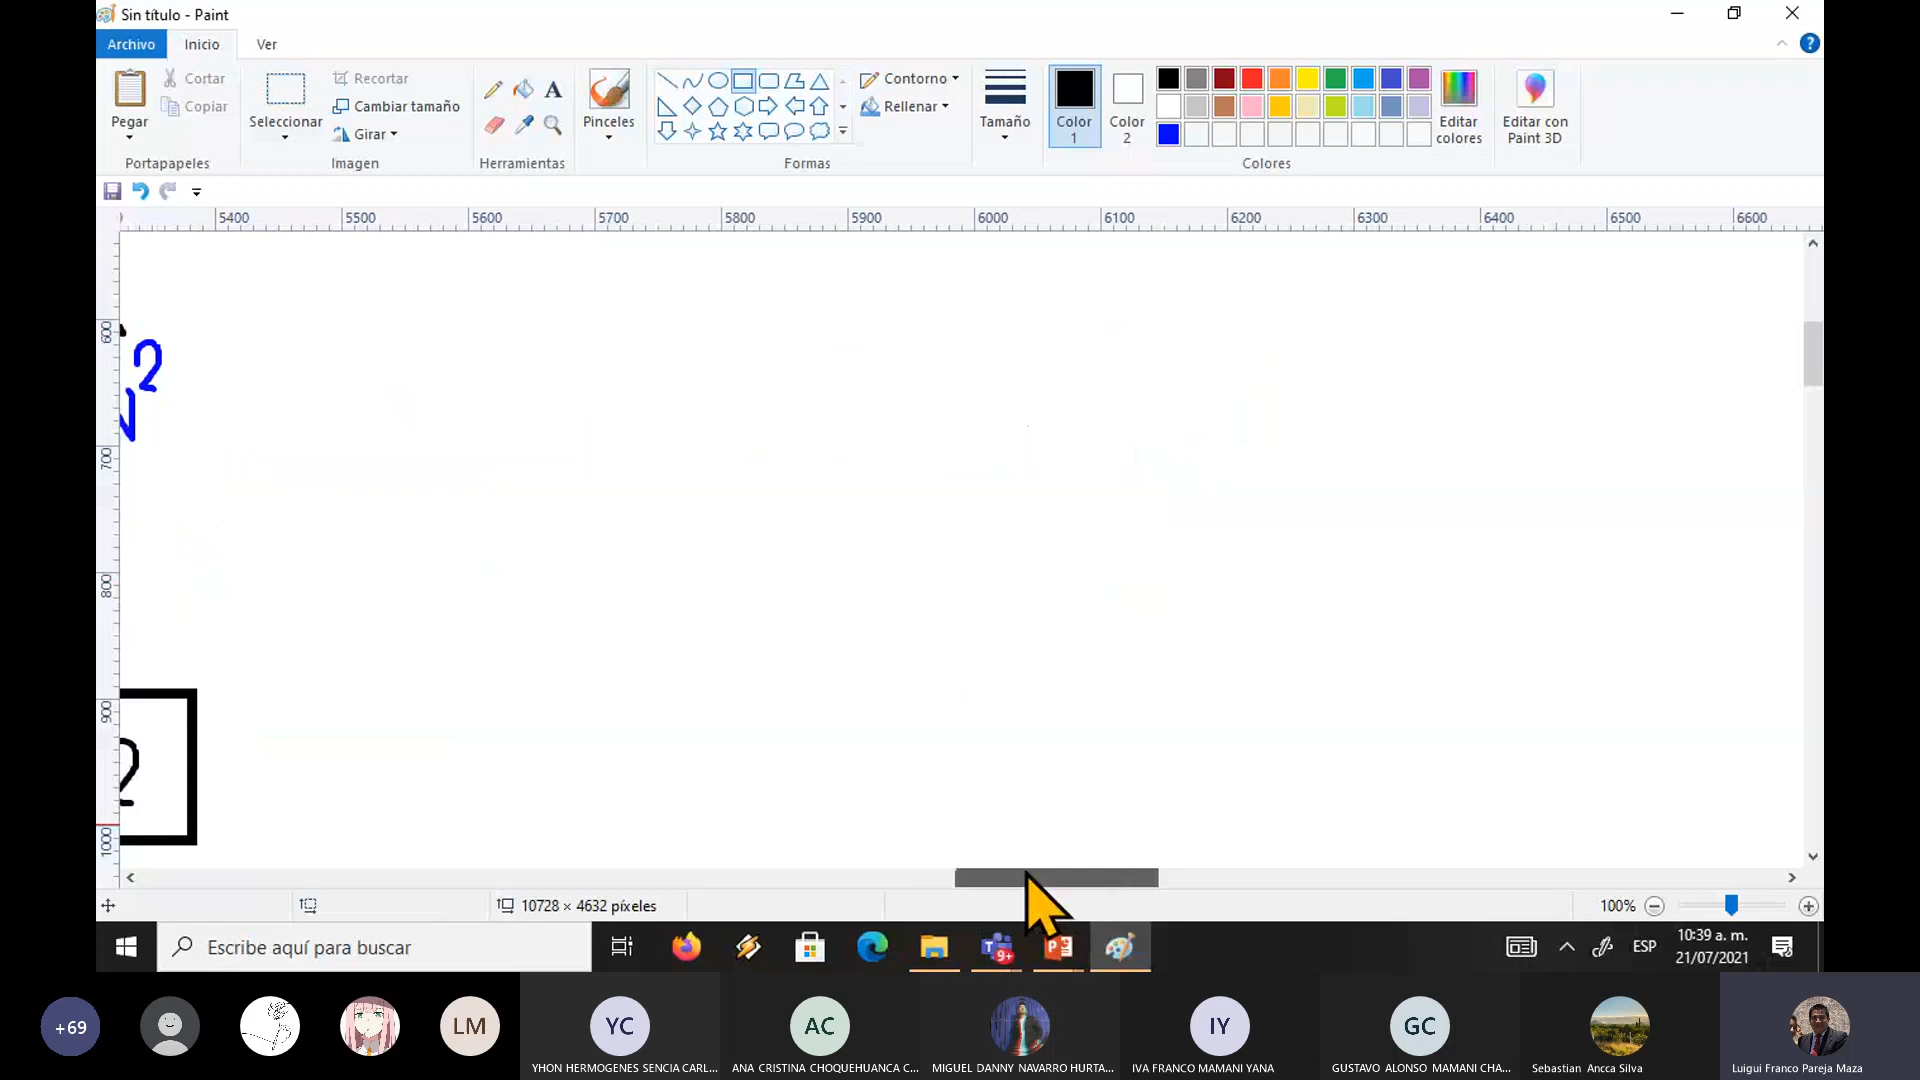 Sin título - Paint
Archivo Inicio Ver
Pegar
Cortar
Copiar
Portapapeles
Seleccionar
Recortar
Cambiar tamaño
Girar
Imagen
A
Herramientas
Pinceles
Contorno
Rellenar
Formas
Tamaño
Color 1
Color 2
Editar colores
Colores
Editar con Paint 3D
5400 5500 5600 5700 5800 5900 6000 6100 6200 6300 6400 6500 6600
600
700
800
900
1000
2
N
2
10728 × 4632 píxeles
100%
Escribe aquí para buscar
9+
ESP
10:39 a. m.
21/07/2021
+69
LM
YC
AC
IY
GC
YHON HERMOGENES SENCIA CARL...
ANA CRISTINA CHOQUEHUANCA C...
MIGUEL DANNY NAVARRO HURTA...
IVA FRANCO MAMANI YANA
GUSTAVO ALONSO MAMANI CHA...
Sebastian Ancca Silva
Luigui Franco Pareja Maza